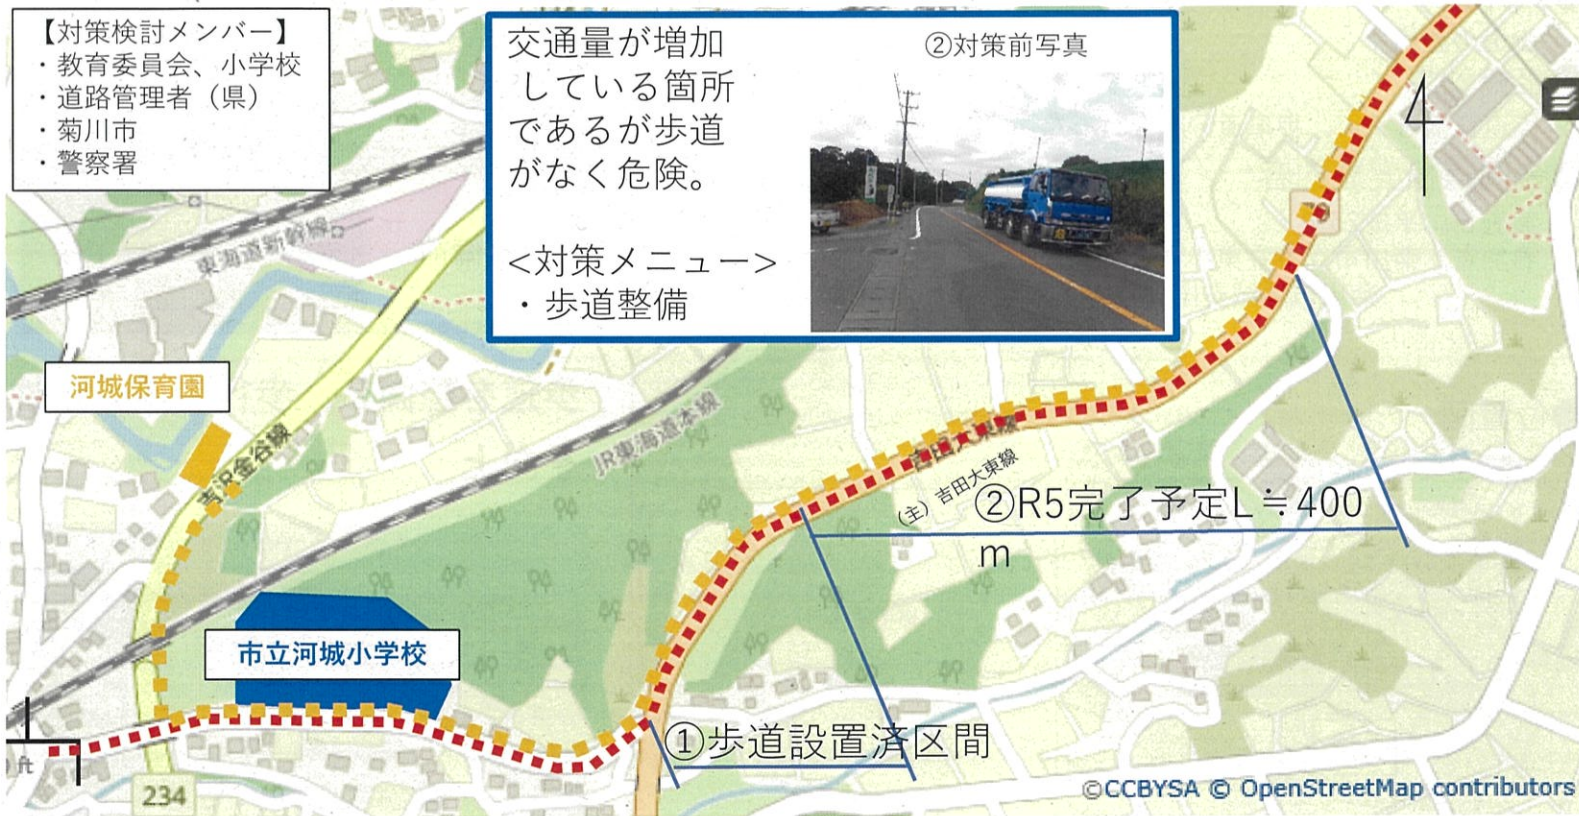 【対策検討メンバー】
・教育委員会、小学校
・道路管理者（県）
・菊川市
・警察署
交通量が増加
している箇所
であるが歩道
がなく危険。
<対策メニュー>
・歩道整備
②対策前写真
東海道新幹線
河城保育園
吉沢金谷線
JR東海道本線
吉田大東線
（主）吉田大東線
②R5完了予定L≒400
m
市立河城小学校
①歩道設置済区間
ft
234
©CCBYSA © OpenStreetMap contributors